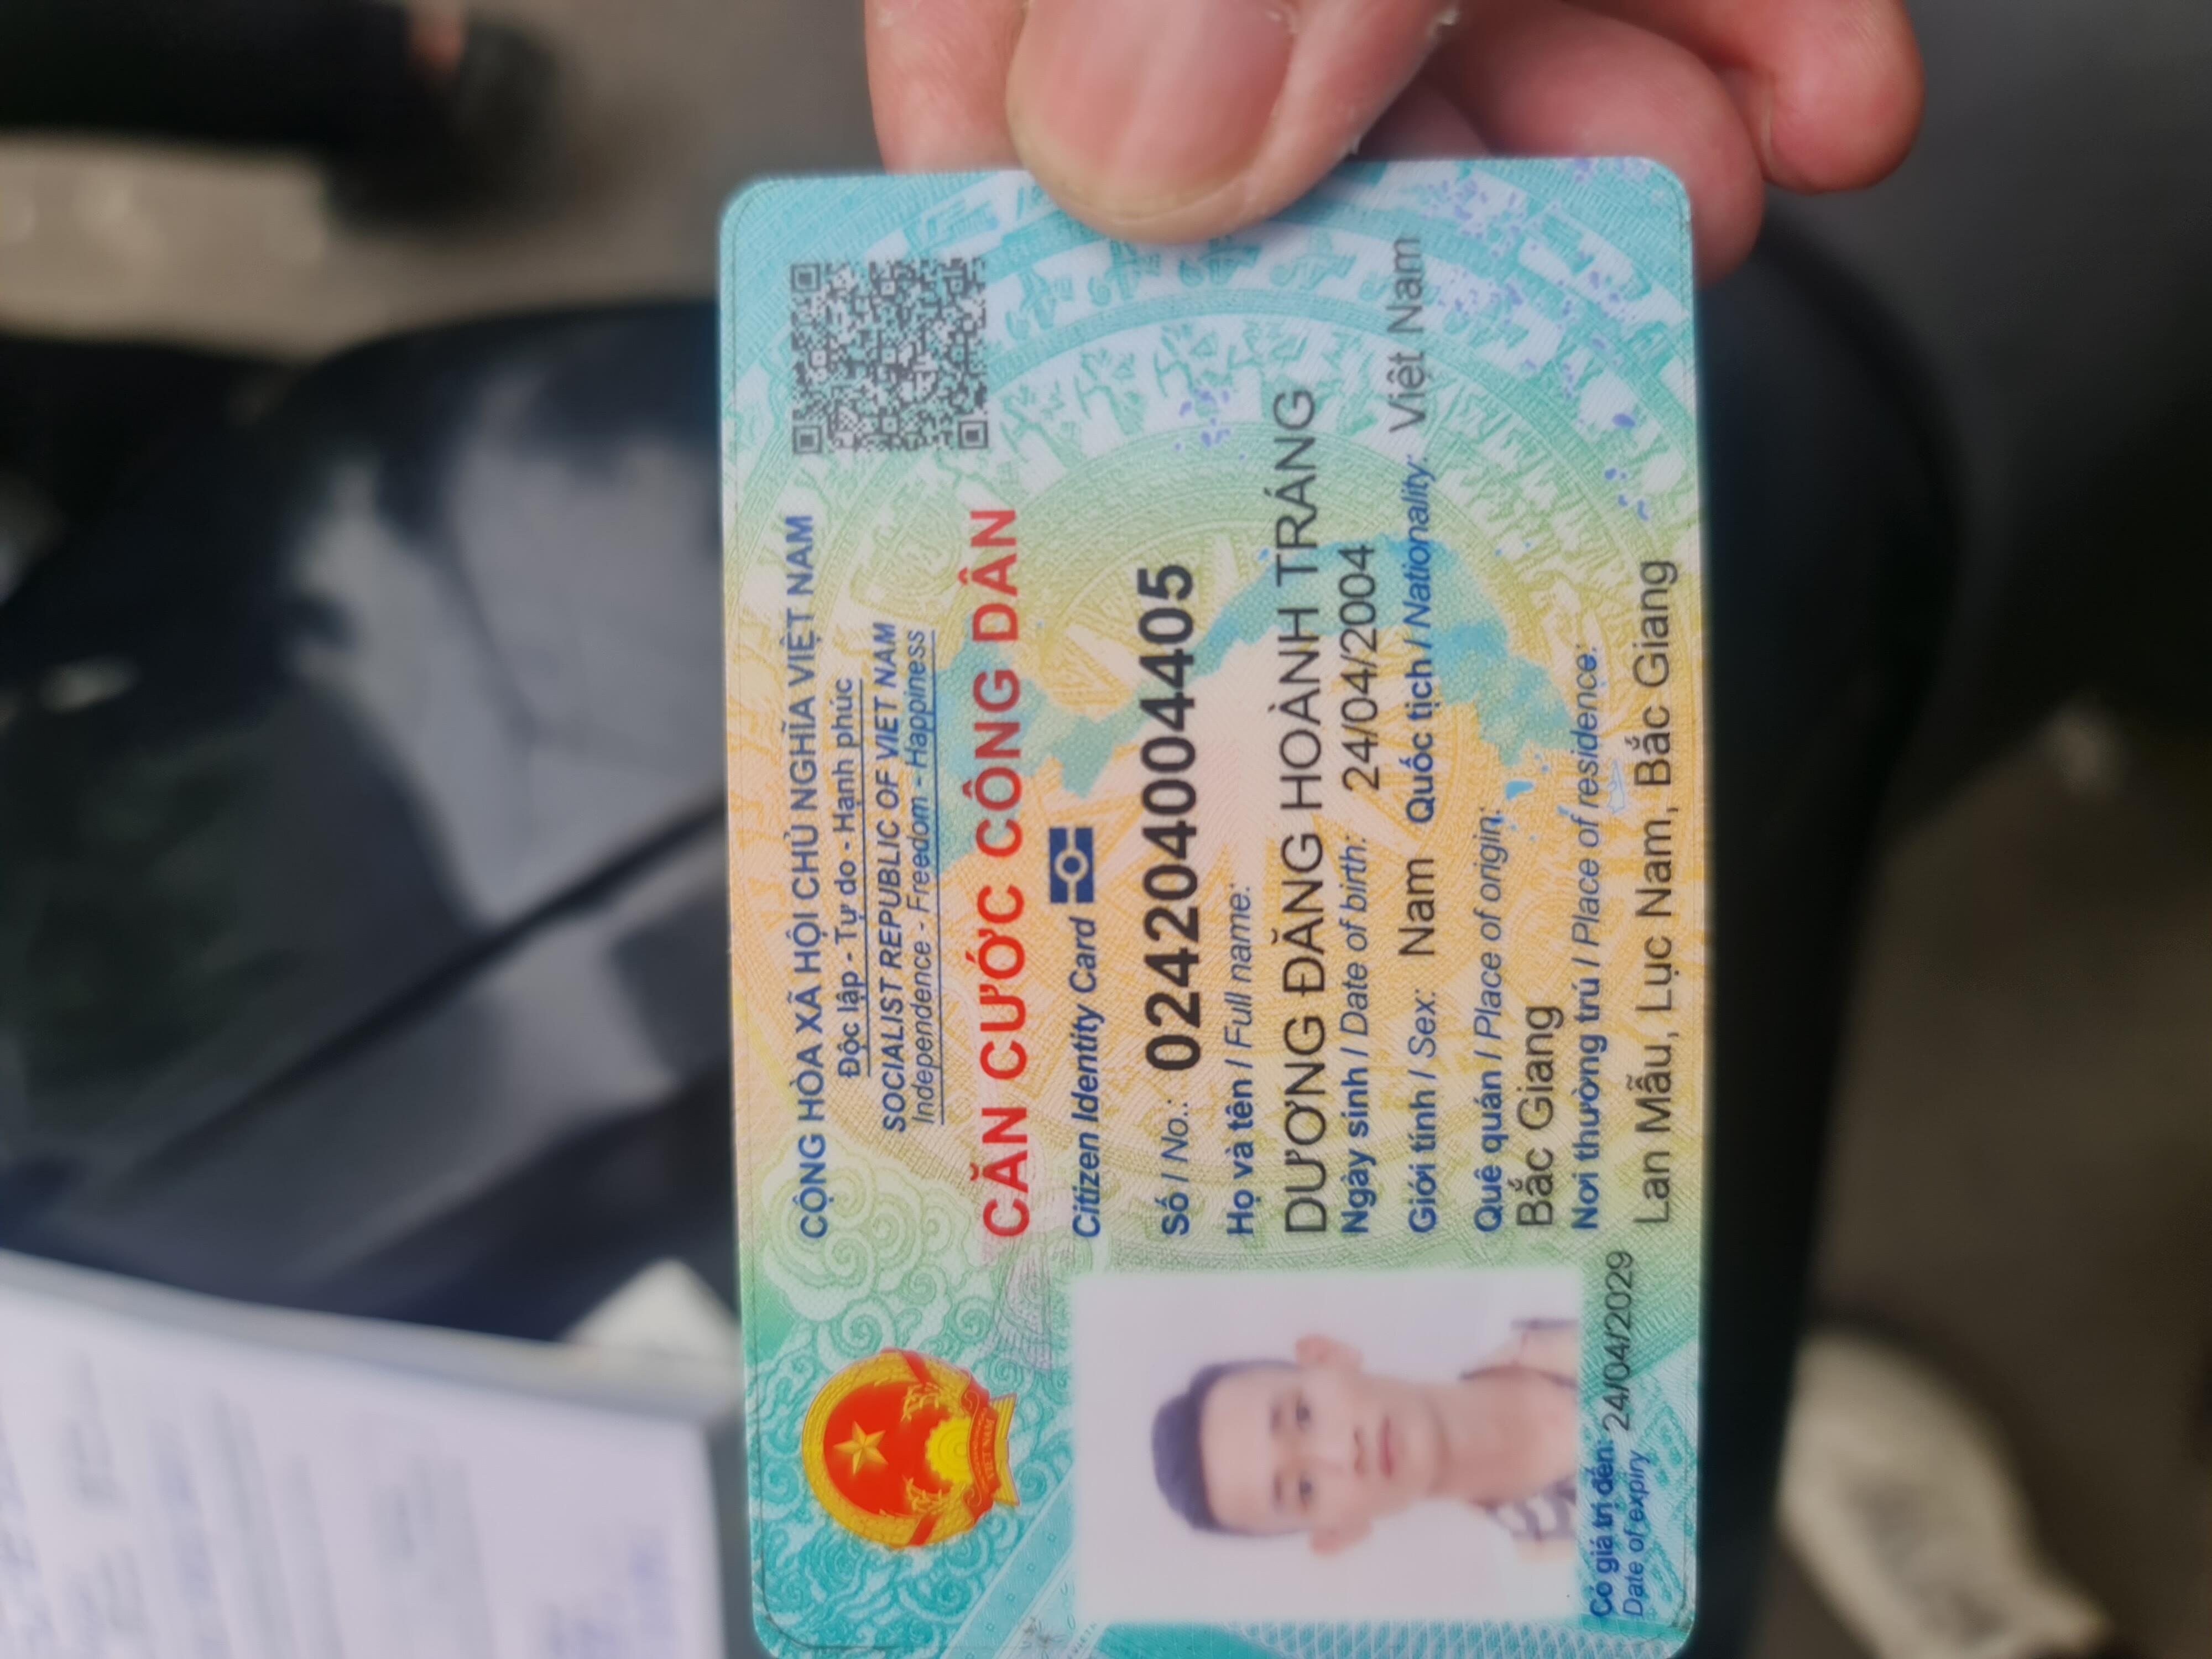 CỘNG HÒA XÃ HỘI CHỦ NGHĨA VIỆT NAM
Độc lập - Tự do - Hạnh phúc
SOCIALIST REPUBLIC OF VIET NAM
Independence - Freedom - Happiness
CĂN CƯỚC CÔNG DÂN
Citizen Identity Card
Số / No.: 024204004405
Họ và tên / Full name:
DƯƠNG ĐĂNG HOÀNH TRÁNG
Ngày sinh / Date of birth: 24/04/2004
Giới tính / Sex: Nam Quốc tịch / Nationality: Việt Nam
Quê quán / Place of origin:
Bắc Giang
Nơi thường trú / Place of residence:
Lan Mẫu, Lục Nam, Bắc Giang
Có giá trị đến: 24/04/2029
Date of expiry